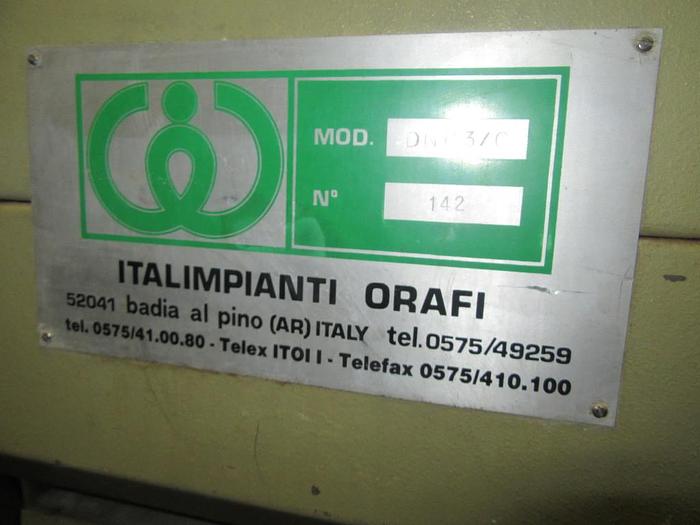 MOD.
N° 142
ITALIMPIANTI ORAFI
52041 badia al pino (AR) ITALY tel. 0575/49259
tel. 0575/41.00.80 - Telex ITOI I - Telefax 0575/410.100